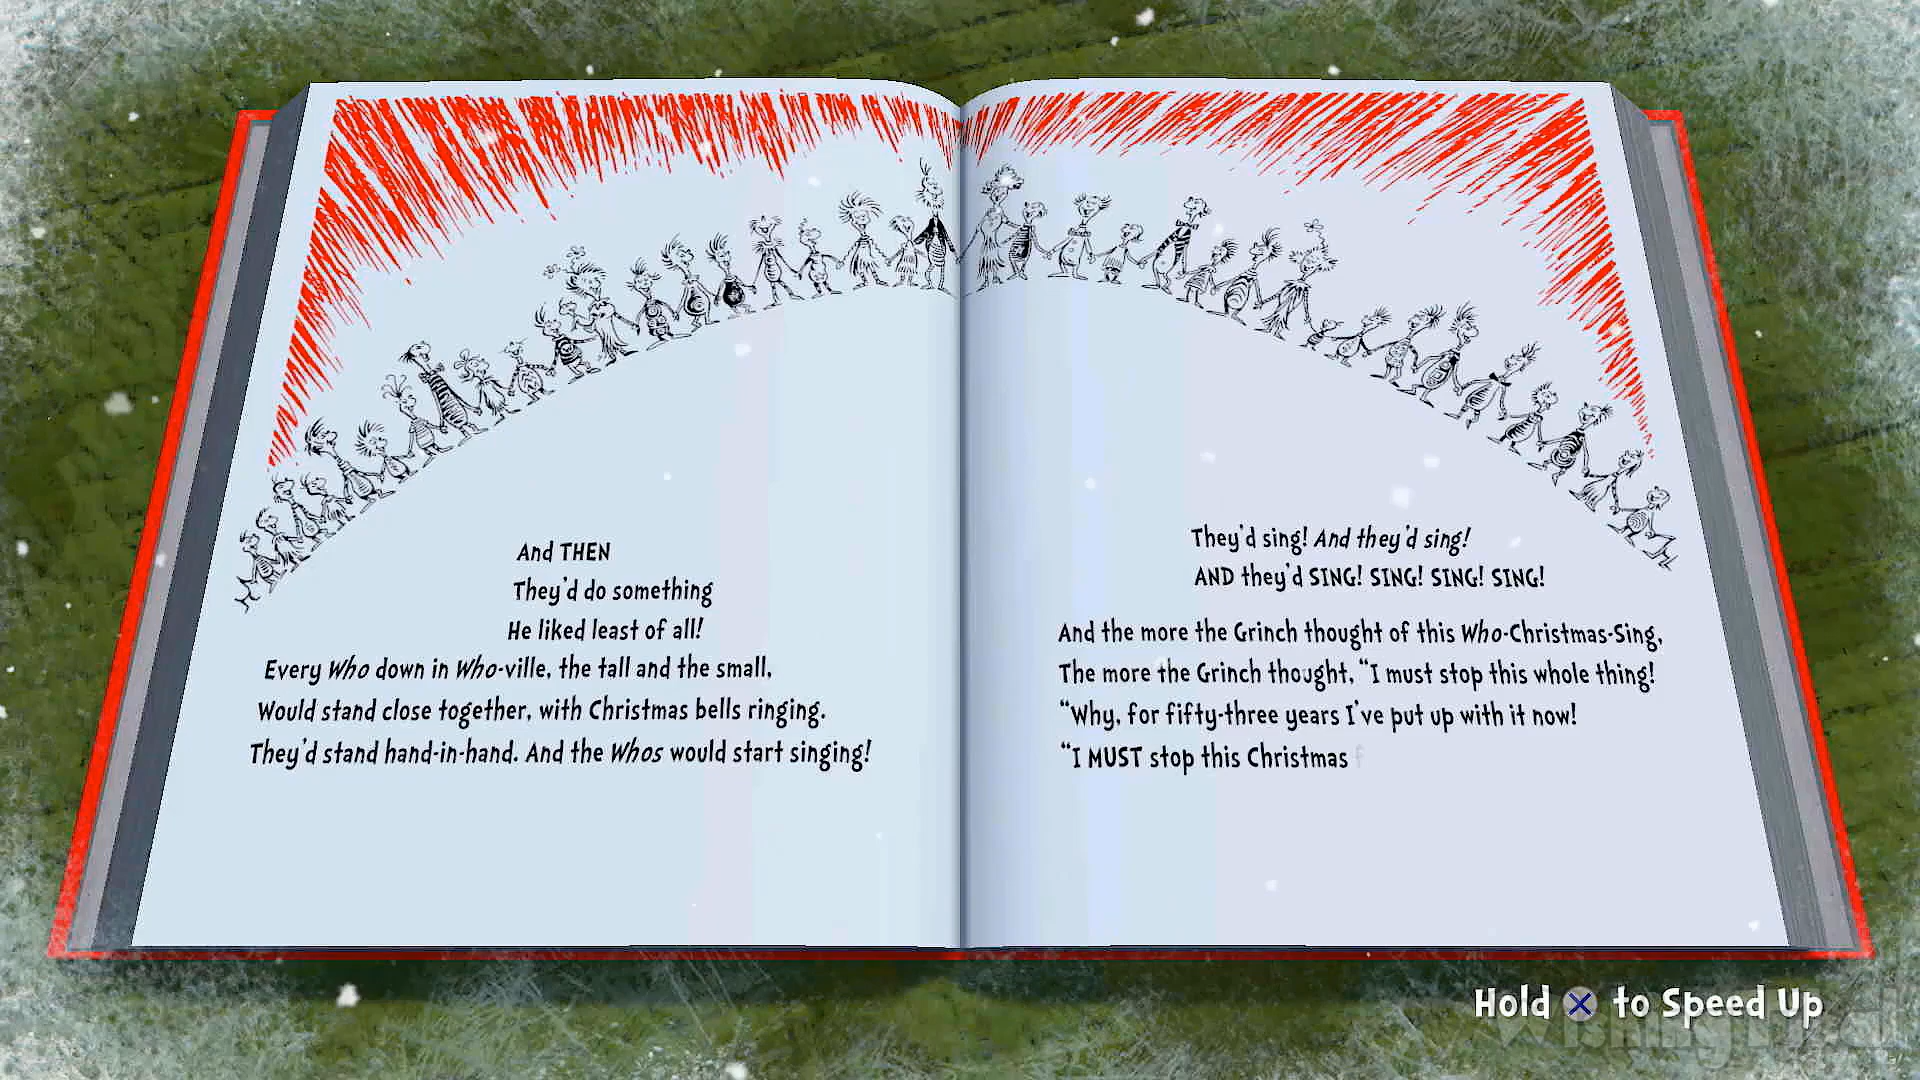 And THEN
They'd do something
He liked least of all!
Every Who down in Who-ville, the tall and the small,
Would stand close together, with Christmas bells ringing.
They'd stand hand-in-hand. And the Whos would start singing!
They'd sing! And they'd sing!
AND they'd SING! SING! SING! SING!
And the more the Grinch thought of this Who-Christmas-Sing,
The more the Grinch thought, "I must stop this whole thing!
"Why, for fifty-three years I've put up with it now!
"I MUST stop this Christmas f
Hold ⓧ to Speed Up